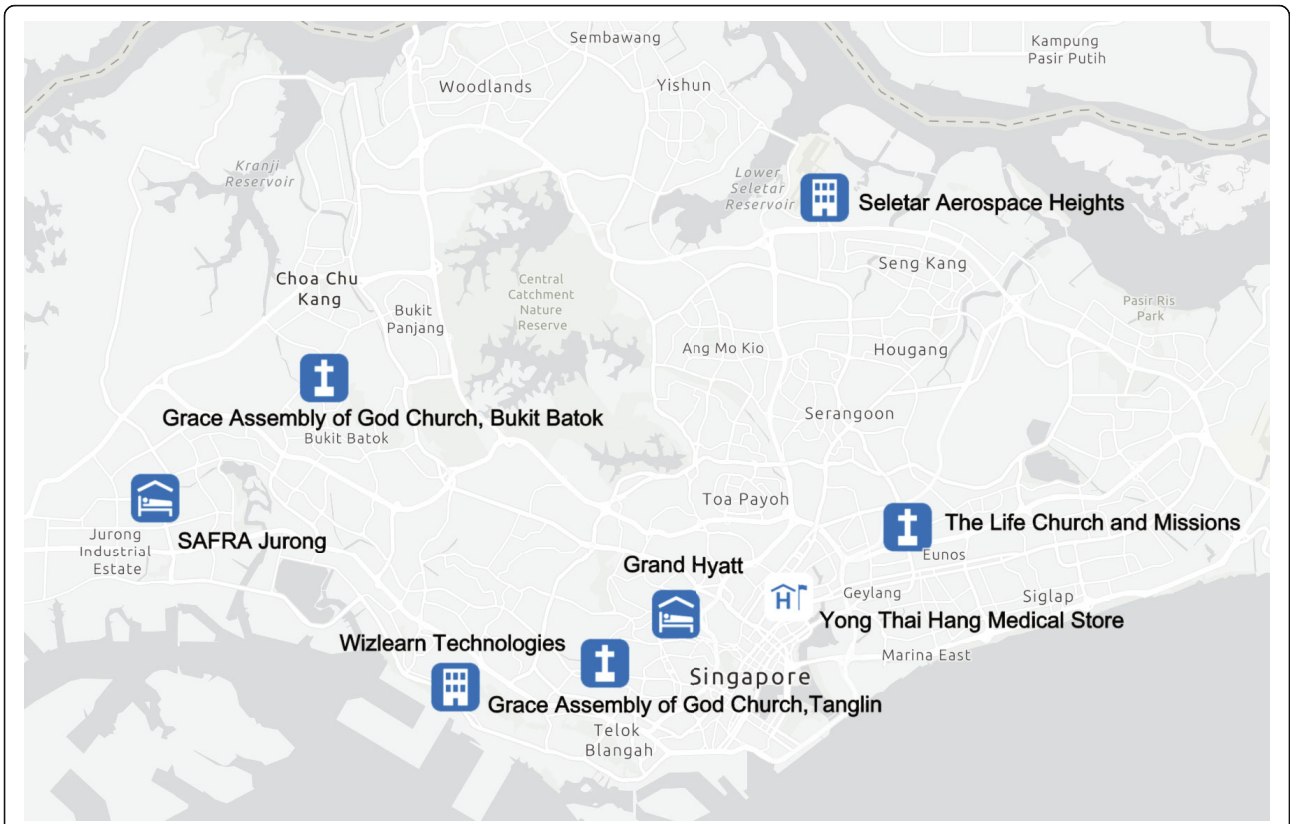 Sembawang
Kampung
Pasir Putih
Woodlands
Yishun
Kranji
Reservoir
Lower
Seletar
Reservoir
Seletar Aerospace Heights
Seng Kang
Choa Chu
Kang
Central
Catchment
Nature
Reserve
Bukit
Panjang
Pasir Ris
Park
Ang Mo Kio
Hougang
Grace Assembly of God Church, Bukit Batok
Bukit Batok
Serangoon
Toa Payoh
The Life Church and Missions
Eunos
Jurong
Industrial
Estate
SAFRA Jurong
Grand Hyatt
H
Geylang
Siglap
Yong Thai Hang Medical Store
Wizlearn Technologies
Marina East
Singapore
Grace Assembly of God Church,Tanglin
Telok
Blangah